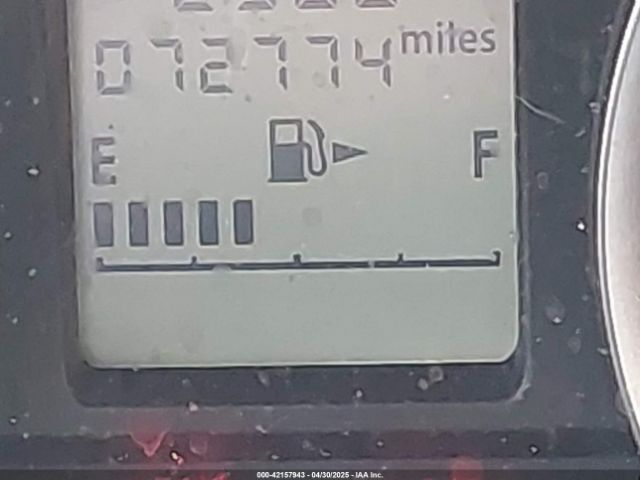 072774 miles
E F
000-42157943 - 04/30/2025 - IAA Inc.